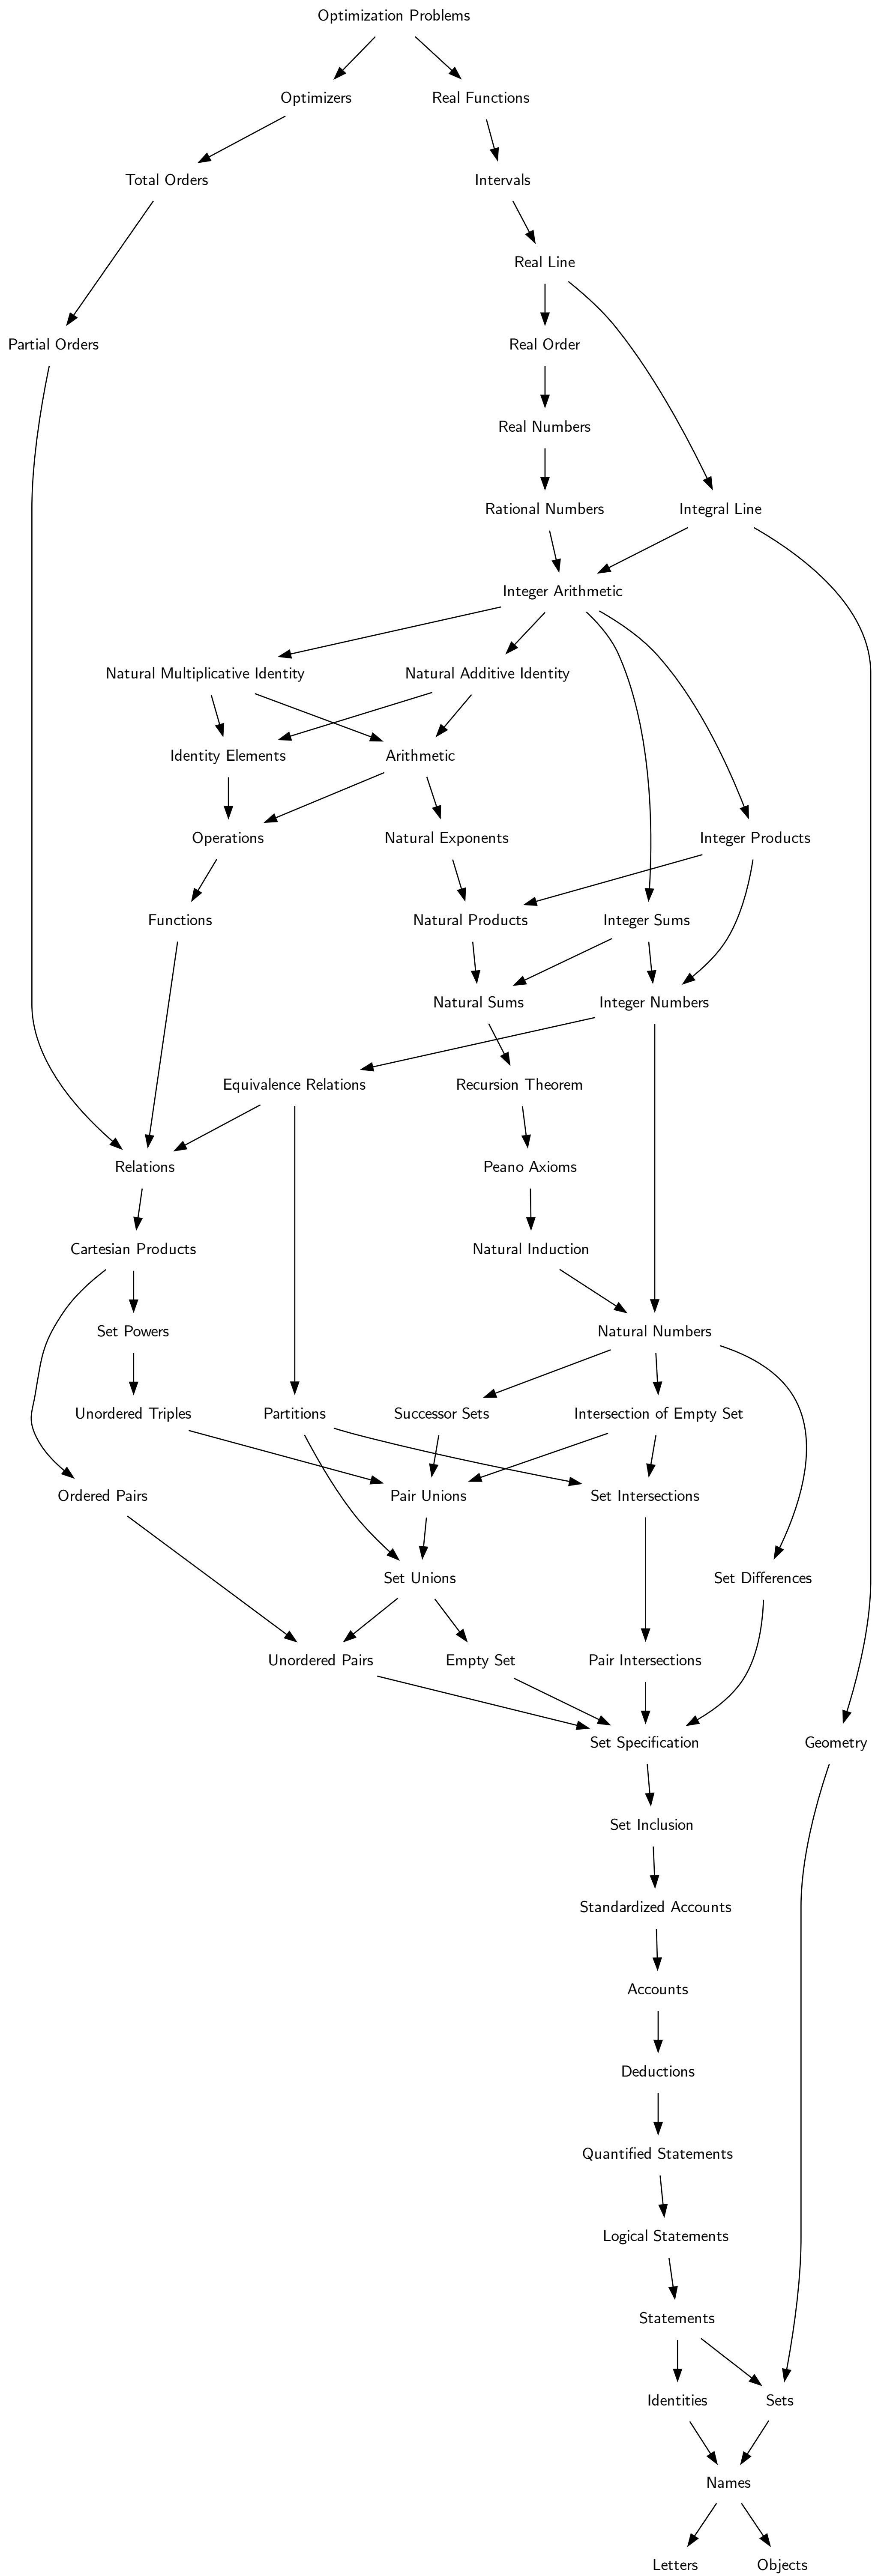 Optimization Problems
Optimizers
Real Functions
Total Orders
Intervals
Real Line
Partial Orders
Real Order
Real Numbers
Rational Numbers
Integral Line
Integer Arithmetic
Natural Multiplicative Identity
Natural Additive Identity
Identity Elements
Arithmetic
Operations
Natural Exponents
Integer Products
Functions
Natural Products
Integer Sums
Natural Sums
Integer Numbers
Equivalence Relations
Recursion Theorem
Relations
Peano Axioms
Cartesian Products
Natural Induction
Set Powers
Natural Numbers
Unordered Triples
Partitions
Successor Sets
Intersection of Empty Set
Ordered Pairs
Pair Unions
Set Intersections
Set Unions
Set Differences
Unordered Pairs
Empty Set
Pair Intersections
Set Specification
Geometry
Set Inclusion
Standardized Accounts
Accounts
Deductions
Quantified Statements
Logical Statements
Statements
Identities
Sets
Names
Letters
Objects